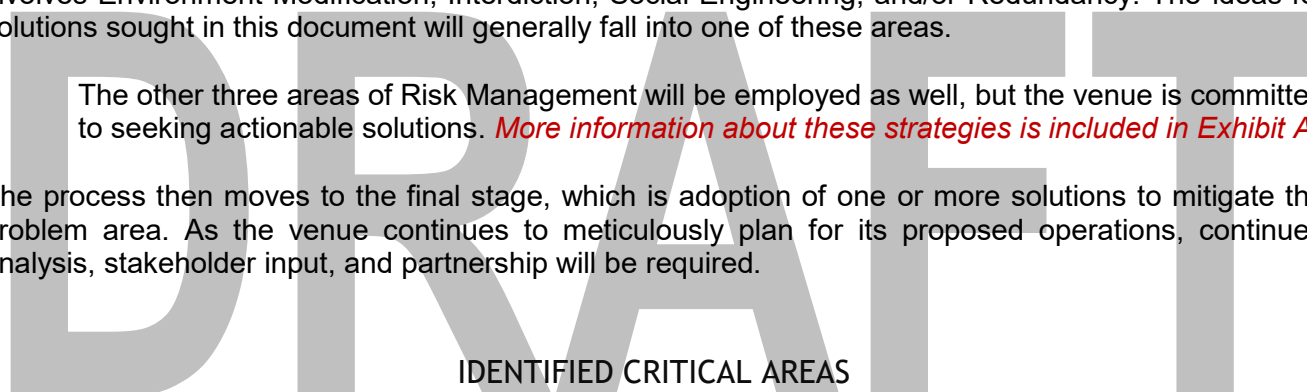 Environment Modification, Interdiction, Social Engineering, and/or Redundancy. The ideas
olutions sought in this document will generally fall into one of these areas.
The other three areas of Risk Management will be employed as well, but the venue is committe
to seeking actionable solutions. More information about these strategies is included in Exhibit A
he process then moves to the final stage, which is adoption of one or more solutions to mitigate th
roblem area. As the venue continues to meticulously plan for its proposed operations, continue
nalysis, stakeholder input, and partnership will be required.
IDENTIFIED CRITICAL AREAS
DRAFT